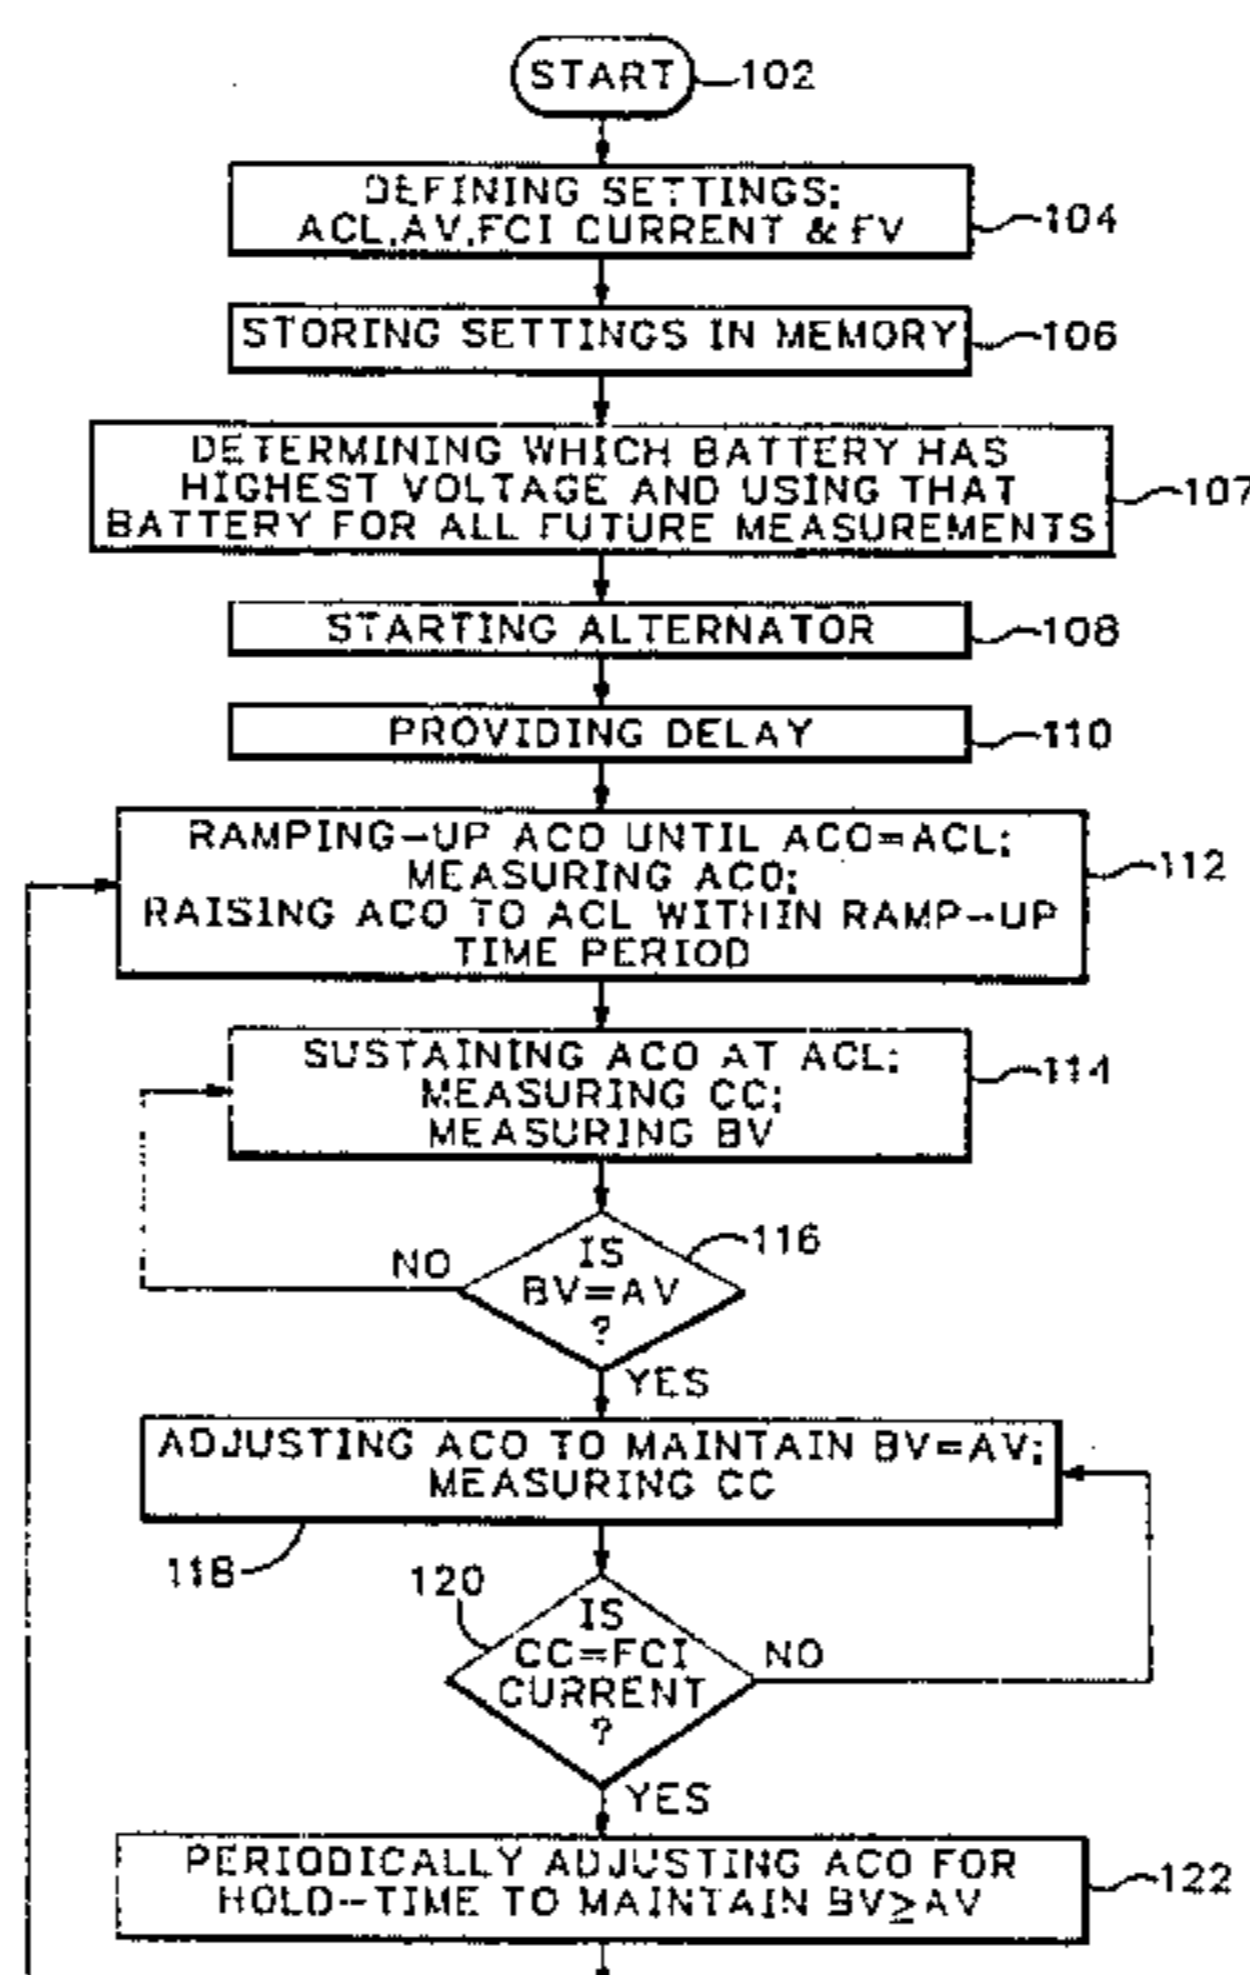 START
102
DEFINING SETTINGS:
ACL,AV,FCI CURRENT & FV
104
STORING SETTINGS IN MEMORY
106
DETERMINING WHICH BATTERY HAS
HIGHEST VOLTAGE AND USING THAT
BATTERY FOR ALL FUTURE MEASUREMENTS
107
STARTING ALTERNATOR
108
PROVIDING DELAY
110
RAMPING-UP ACO UNTIL ACO=ACL;
MEASURING ACO;
RAISING ACO TO ACL WITHIN RAMP-UP
TIME PERIOD
112
SUSTAINING ACO AT ACL;
MEASURING CC;
MEASURING BV
114
IS
BV=AV
?
116
NO
YES
ADJUSTING ACO TO MAINTAIN BV=AV;
MEASURING CC
118
120
IS
CC=FCI
CURRENT
?
NO
YES
PERIODICALLY ADJUSTING ACO FOR
HOLD-TIME TO MAINTAIN BV≥AV
122